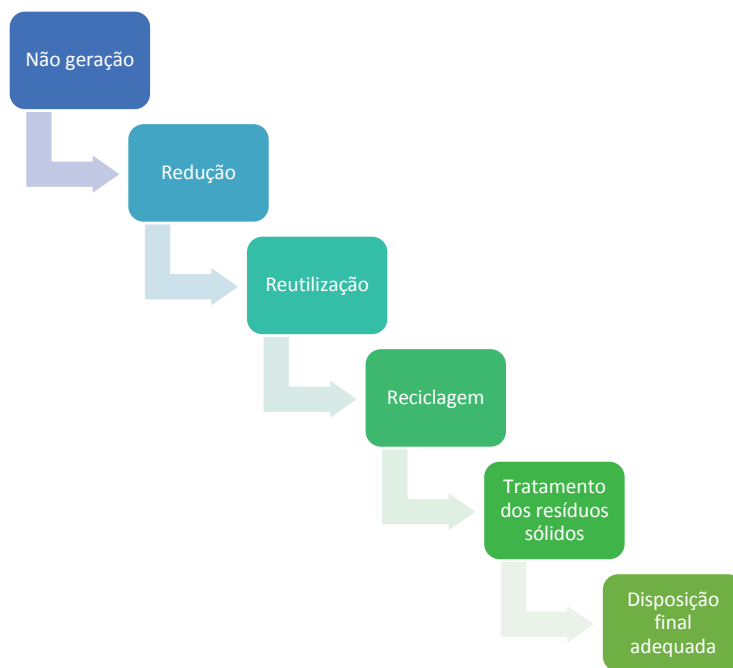 Não geração
Redução
Reutilização
Reciclagem
Tratamento
dos resíduos
sólidos
Disposição
final
adequada